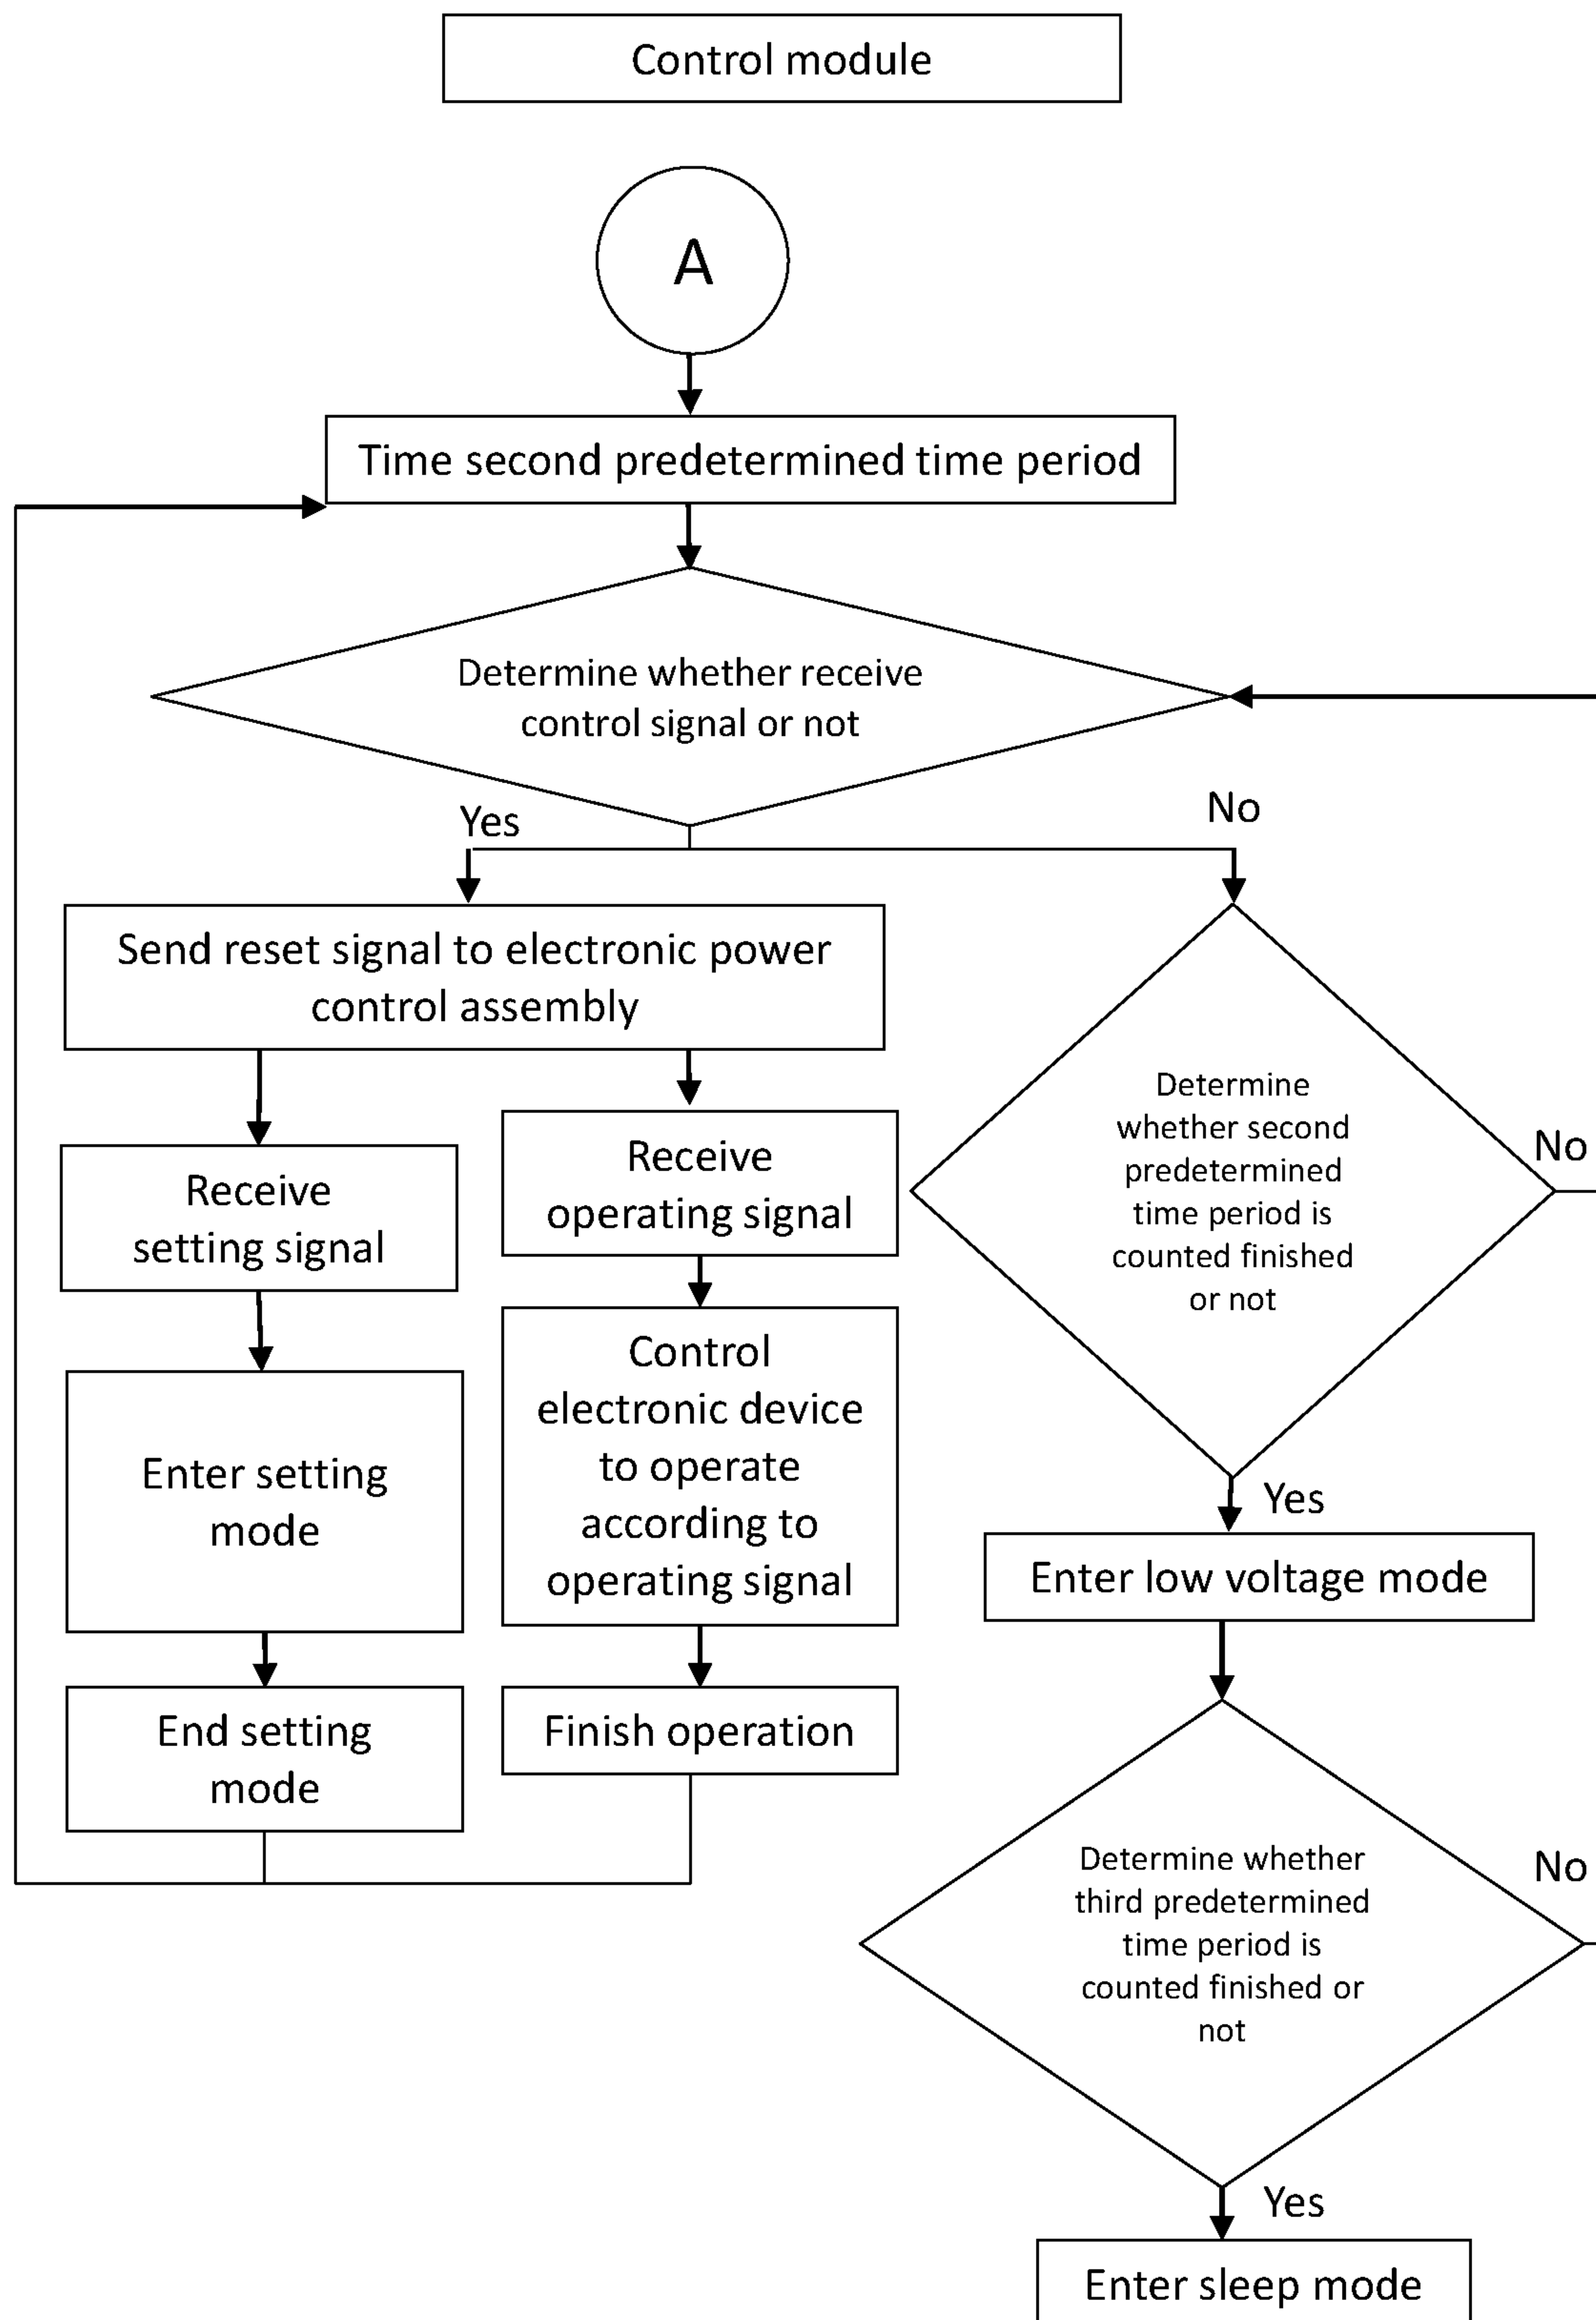 Control module
A
Time second predetermined time period
Determine whether receive
control signal or not
Yes
No
Send reset signal to electronic power
control assembly
Receive
setting signal
Enter setting
mode
End setting
mode
Receive
operating signal
Control
electronic device
to operate
according to
operating signal
Finish operation
Determine
whether second
predetermined
time period is
counted finished
or not
No
Yes
Enter low voltage mode
Determine whether
third predetermined
time period is
counted finished or
not
No
Yes
Enter sleep mode